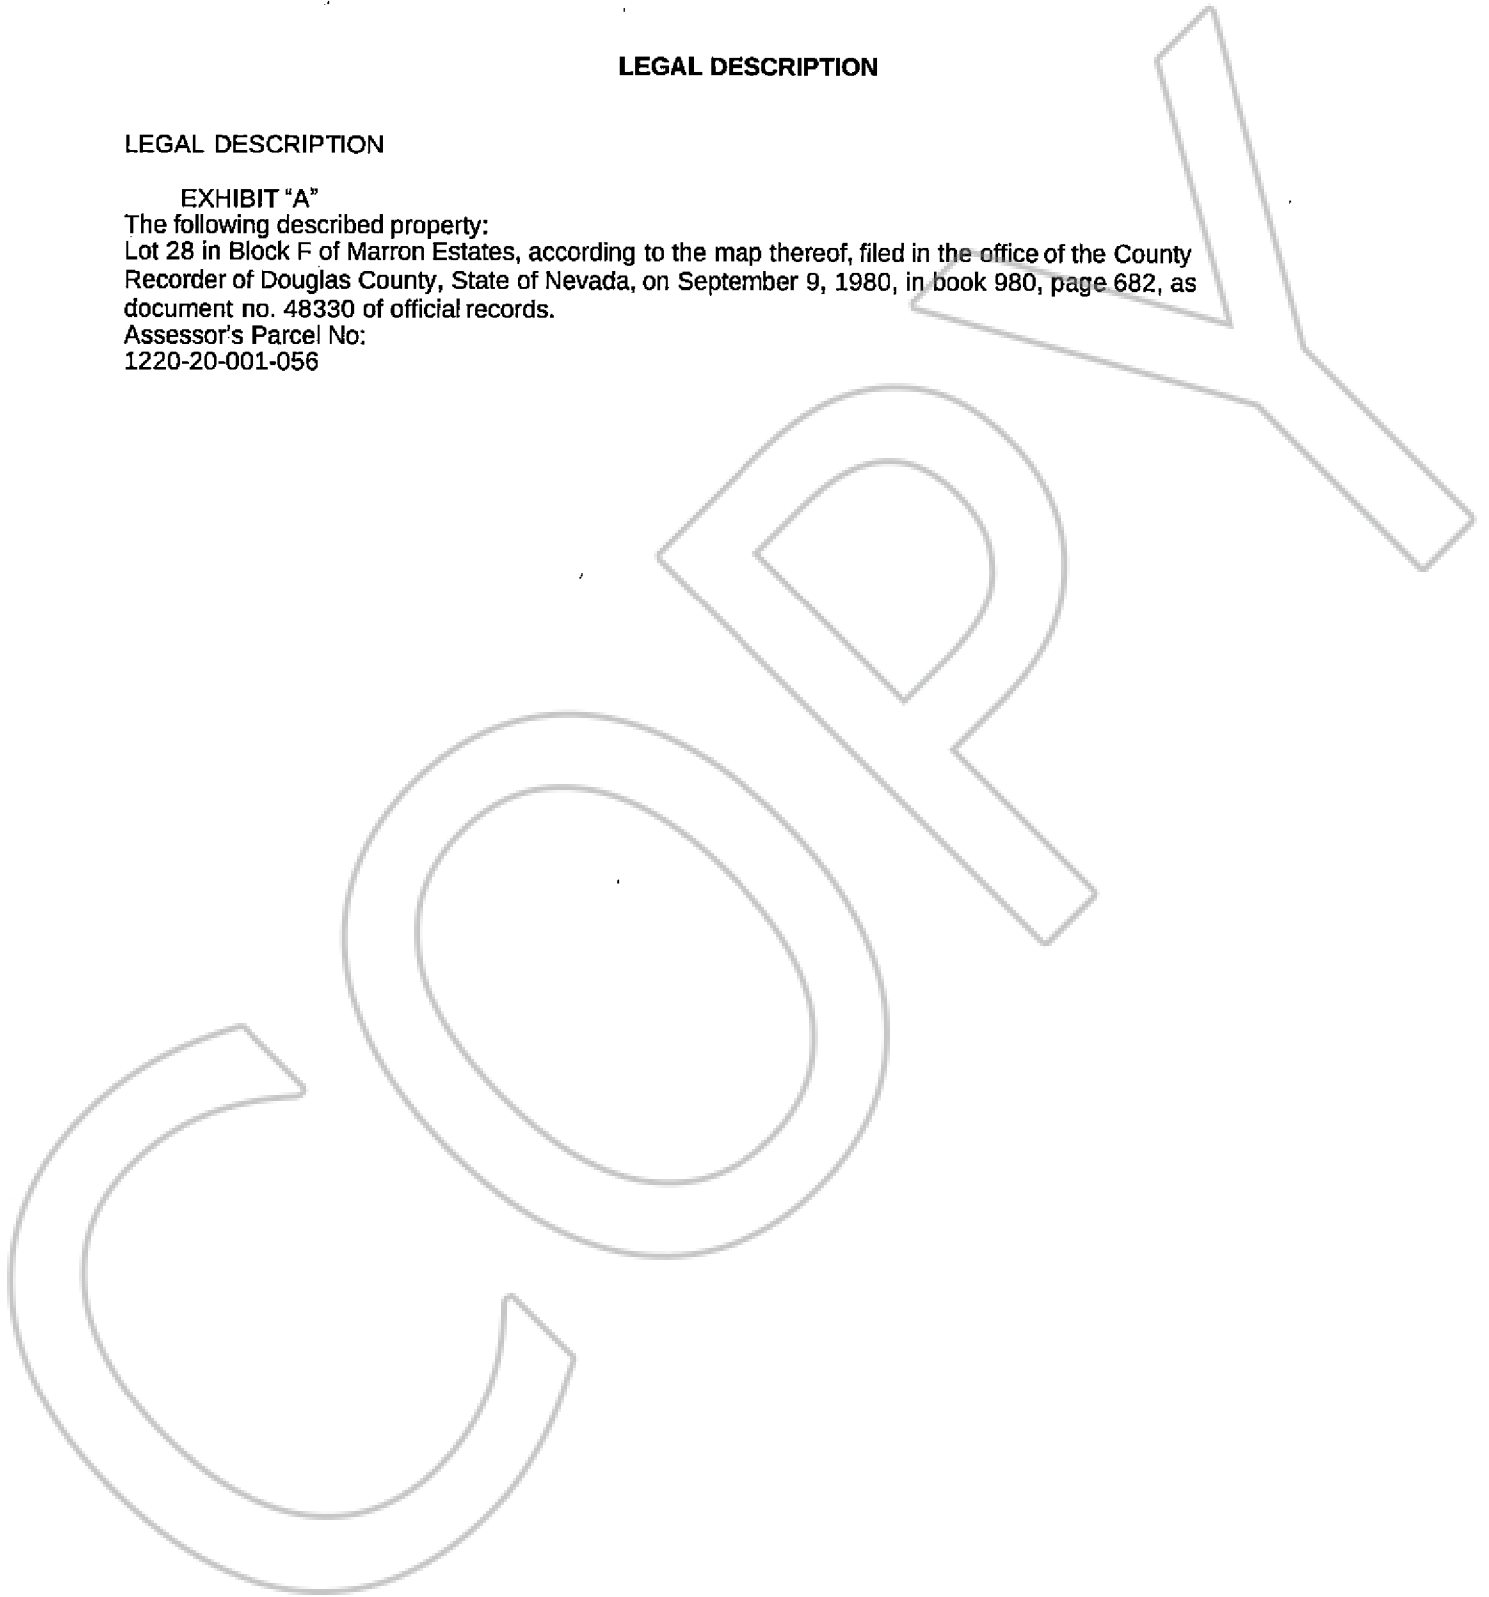 LEGAL DESCRIPTION
LEGAL DESCRIPTION
EXHIBIT “A”
The following described property:
Lot 28 in Block F of Marron Estates, according to the map thereof, filed in the office of the County
Recorder of Douglas County, State of Nevada, on September 9, 1980, in book 980, page 682, as
document no. 48330 of official records.
Assessor's Parcel No:
1220-20-001-056
COPY